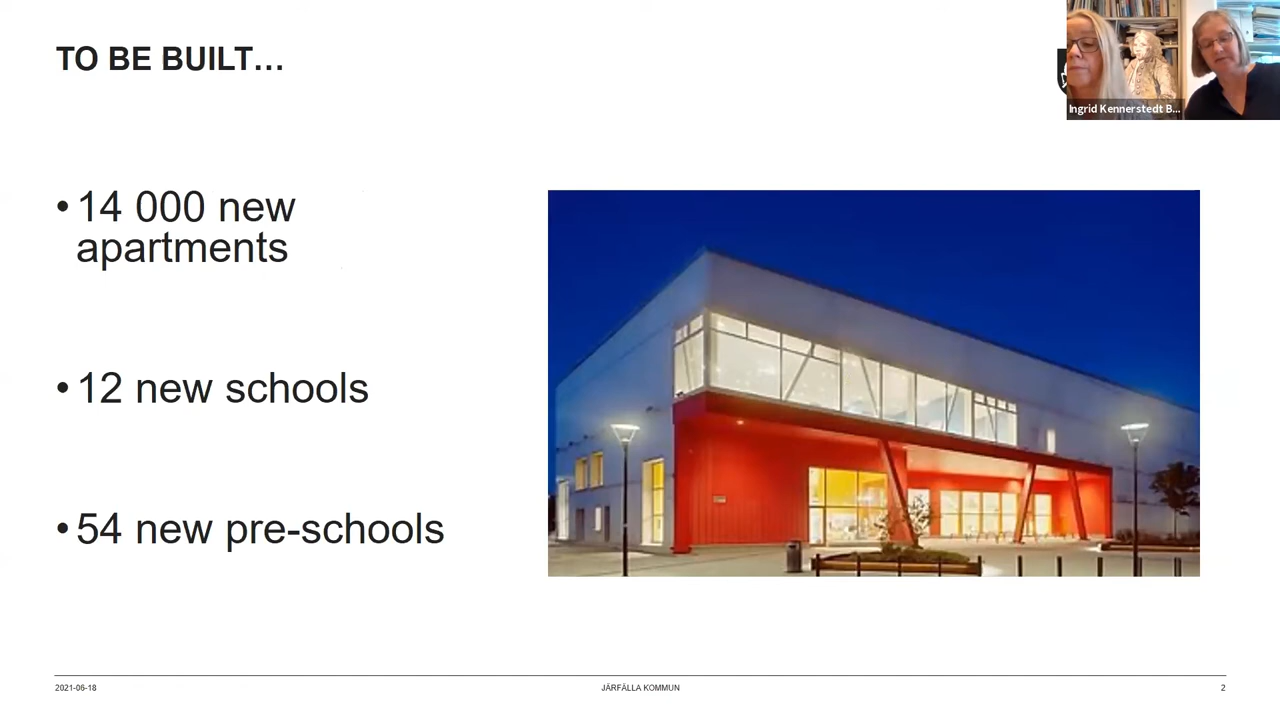 TO BE BUILT...
Ingrid Kennerstedt B...
•14 000 new
apartments
•12 new schools
•54 new pre-schools
2021-06-18
JÄRFÄLLA KOMMUN
2